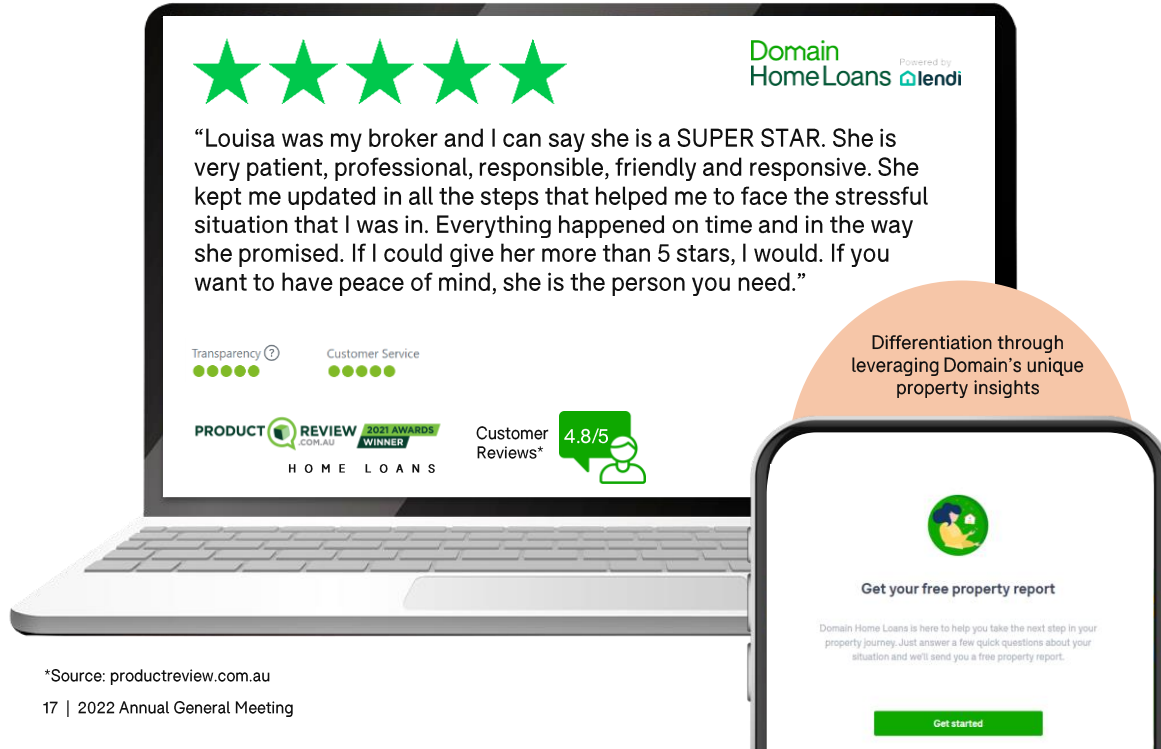 Domain
Home Loans
Powered by
lendi
“Louisa was my broker and I can say she is a SUPER STAR. She is
very patient, professional, responsible, friendly and responsive. She
kept me updated in all the steps that helped me to face the stressful
situation that I was in. Everything happened on time and in the way
she promised. If I could give her more than 5 stars, I would. If you
want to have peace of mind, she is the person you need.”
Transparency ?
Customer Service
PRODUCT REVIEW
.COM.AU
2021 AWARDS
WINNER
HOME LOANS
Customer
Reviews*
4.8/5
Differentiation through
leveraging Domain’s unique
property insights
Get your free property report
Domain Home Loans is here to help you take the next step in your
property journey. Just answer a few quick questions about your
situation and we'll send you a free property report.
Get started
*Source: productreview.com.au
17 | 2022 Annual General Meeting